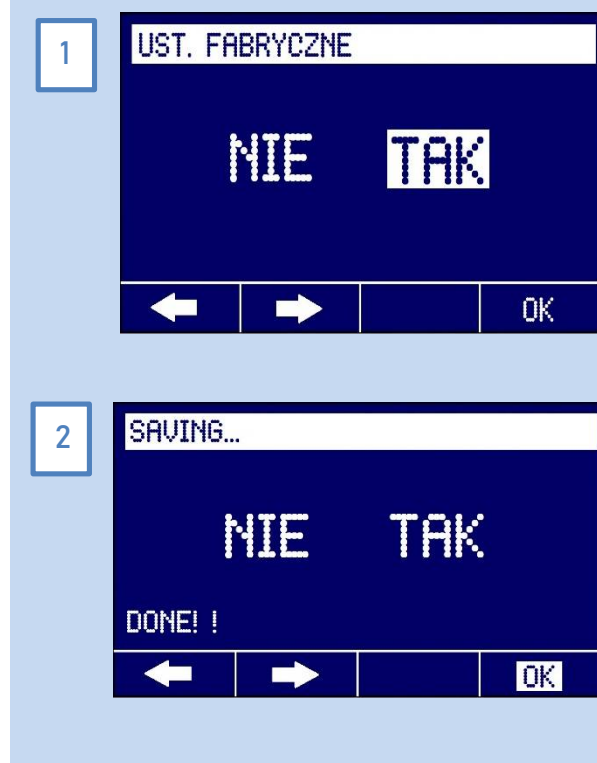 1
UST. FABRYCZNE
NIE TAK
OK
2
SAVING...
NIE TAK
DONE! !
OK